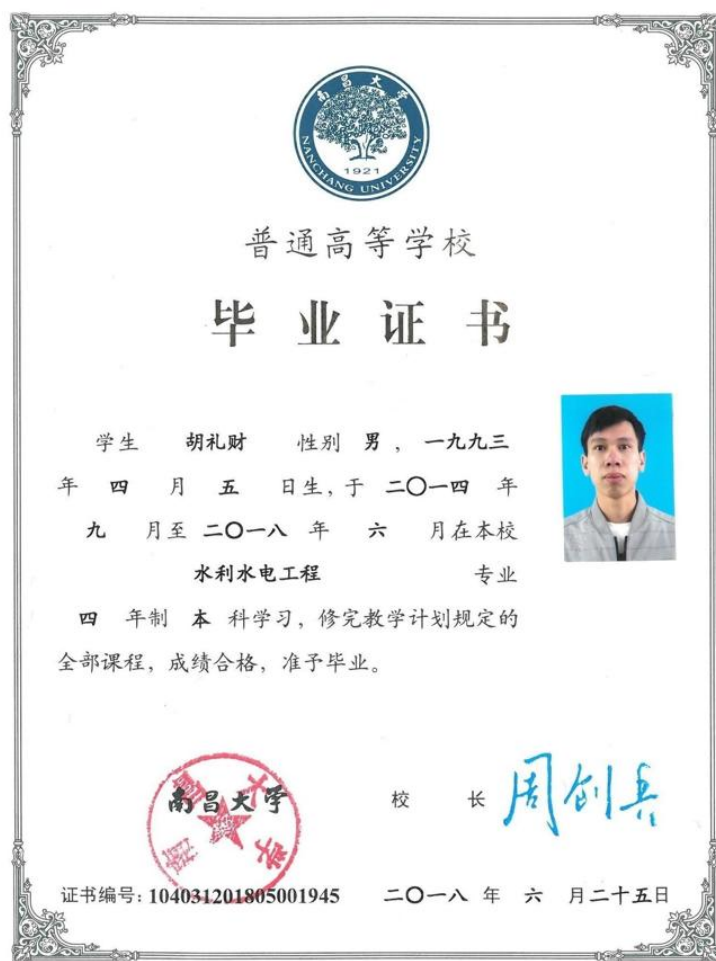 南昌大学
1921
NANCHANG UNIVERSITY
普通高等学校
毕业证书
学生 胡礼财 性别 男 , 一九九三
年 四 月 五 日生, 于 二〇一四 年
九 月至 二〇一八 年 六 月在本校
水利水电工程 专业
四 年制 本 科学习, 修完教学计划规定的
全部课程, 成绩合格, 准予毕业。
南昌大学
南昌大学
校 长 周创兵
证书编号: 104031201805001945 二〇一八 年 六 月二十五日